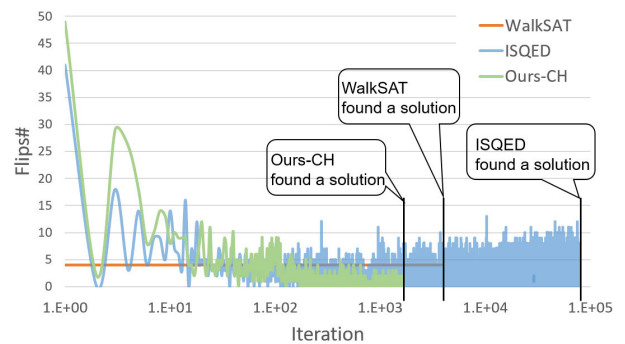 50
45
40
35
30
25
20
15
10
5
0
Flips#
WalkSAT
ISQED
Ours-CH
WalkSAT
found a solution
Ours-CH
found a solution
ISQED
found a solution
1.E+00 1.E+01 1.E+02 1.E+03 1.E+04 1.E+05
Iteration